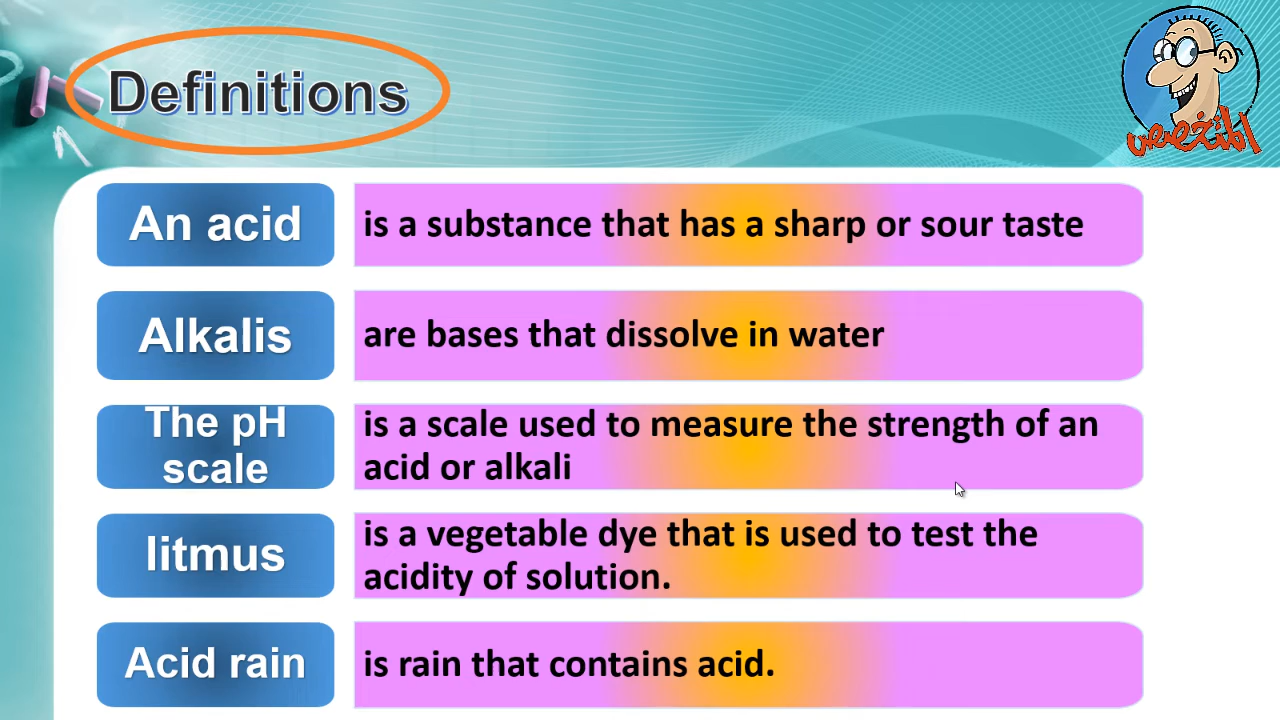 Definitions
المتخصص
An acid
is a substance that has a sharp or sour taste
Alkalis
are bases that dissolve in water
The pH
scale
is a scale used to measure the strength of an
acid or alkali
litmus
is a vegetable dye that is used to test the
acidity of solution.
Acid rain
is rain that contains acid.